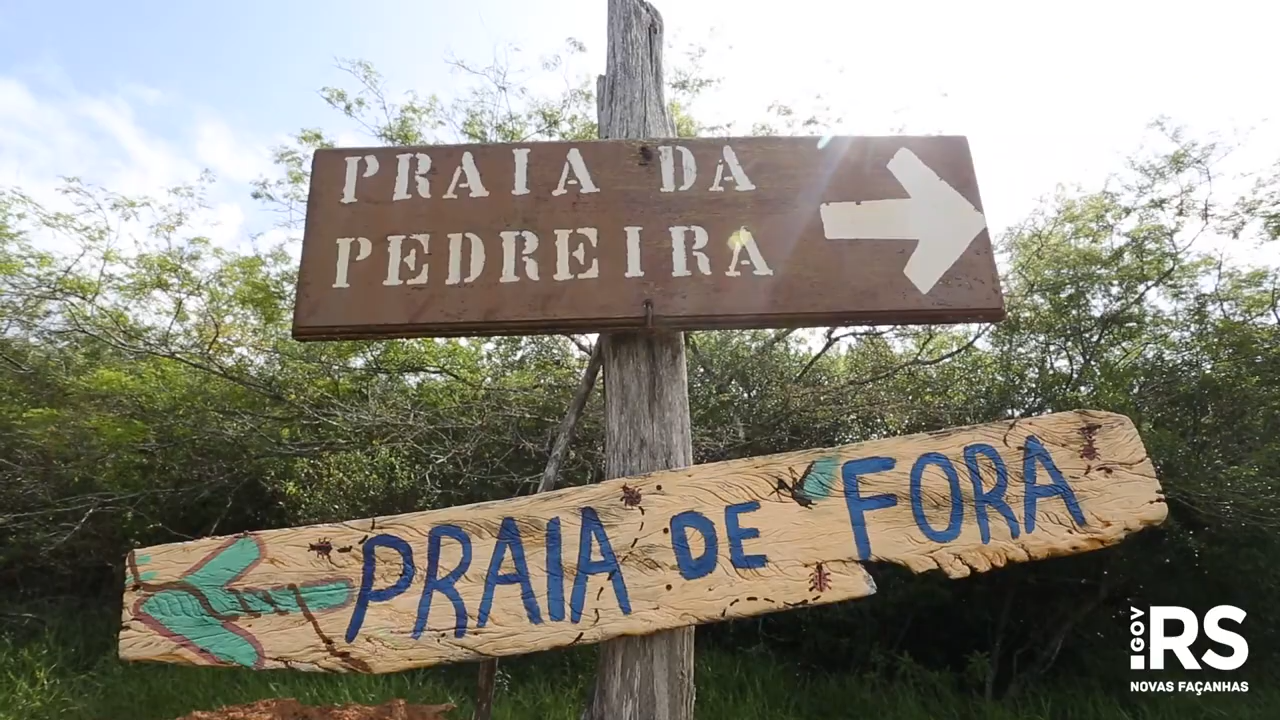 PRAIA DA
PEDREIRA
PRAIA DE FORA
.GOV
RS
NOVAS FAÇANHAS